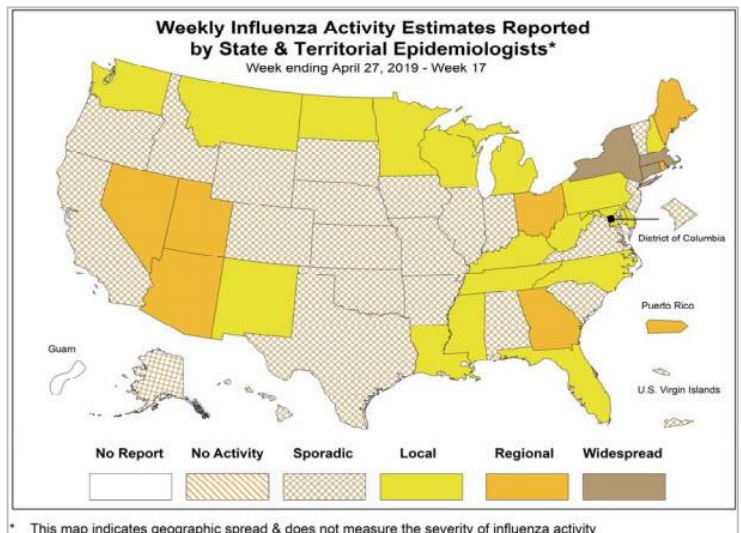 Weekly Influenza Activity Estimates Reported
by State & Territorial Epidemiologists*
Week ending April 27, 2019 - Week 17
District of Columbia
Puerto Rico
Guam
U.S. Virgin Islands
No Report No Activity Sporadic Local Regional Widespread
* This map indicates geographic spread & does not measure the severity of influenza activity